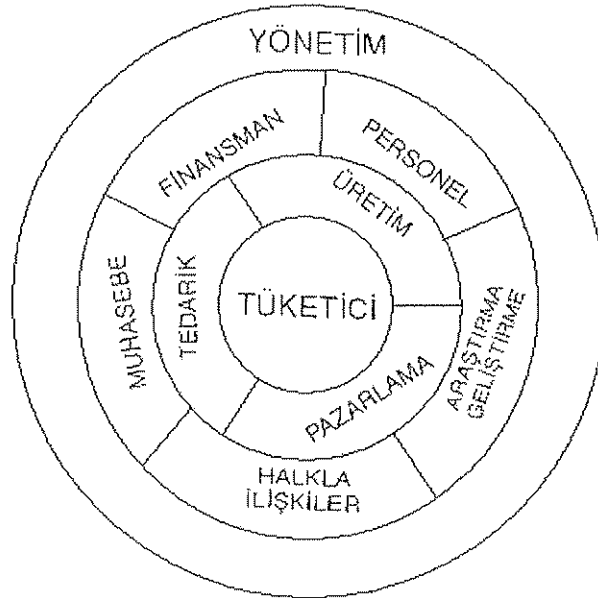 YÖNETİM
FİNANSMAN
PERSONEL
ÜRETİM
MUHASEBE
TEDARİK
TÜKETİCİ
ARAŞTIRMA
GELİŞTİRME
PAZARLAMA
HALKLA
İLİŞKİLER